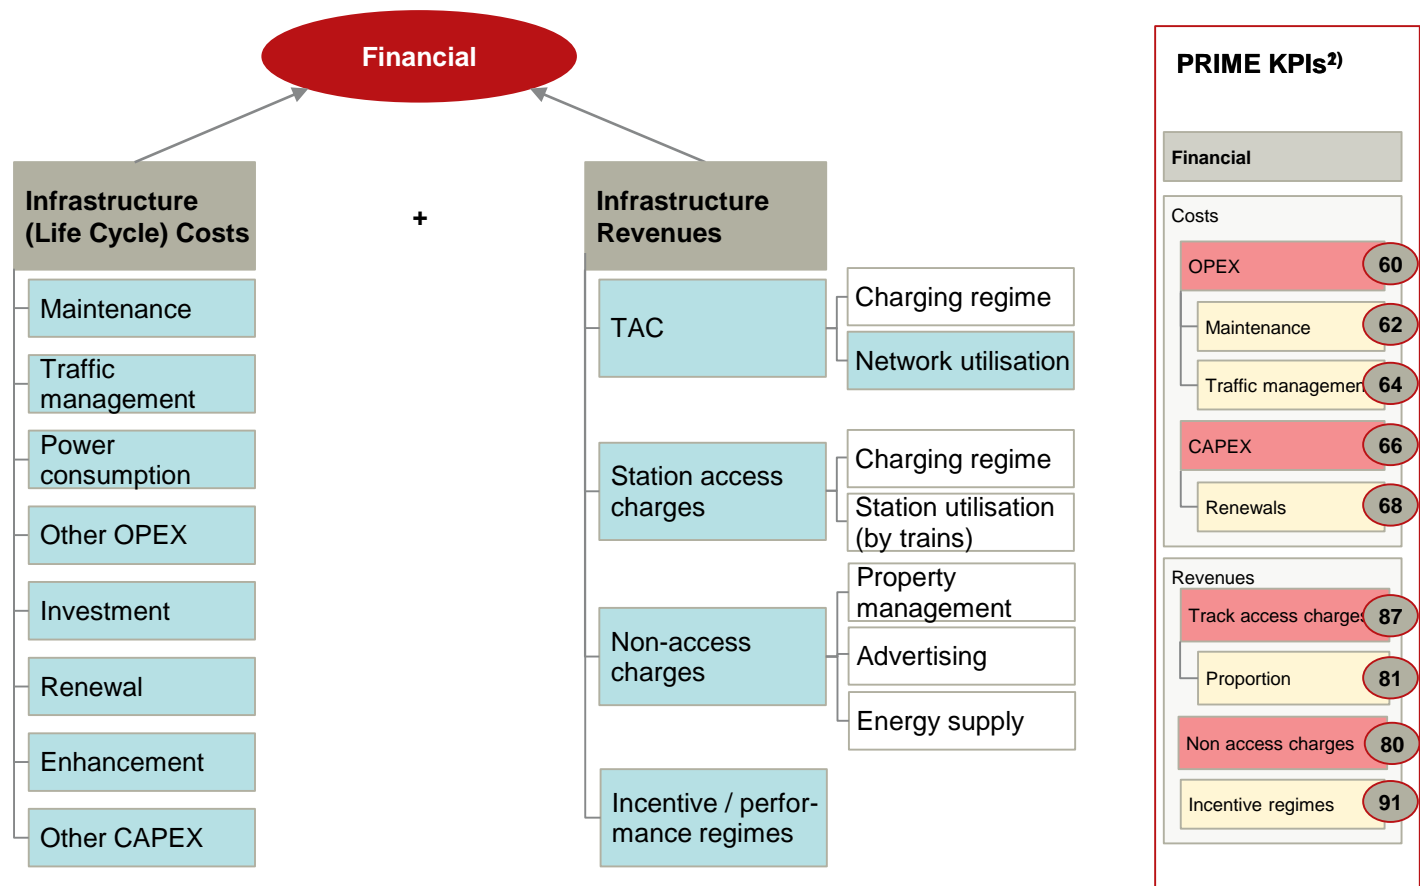 Financial
Infrastructure
(Life Cycle) Costs
+
Infrastructure
Revenues
Maintenance
Traffic
management
Power
consumption
Other OPEX
Investment
Renewal
Enhancement
Other CAPEX
TAC
Charging regime
Network utilisation
Station access
charges
Charging regime
Station utilisation
(by trains)
Non-access
charges
Property
management
Advertising
Energy supply
Incentive / perfor-
mance regimes
PRIME KPIs²⁾
Financial
Costs
OPEX 60
Maintenance 62
Traffic managemen 64
CAPEX 66
Renewals 68
Revenues
Track access charges 87
Proportion 81
Non access charges 80
Incentive regimes 91